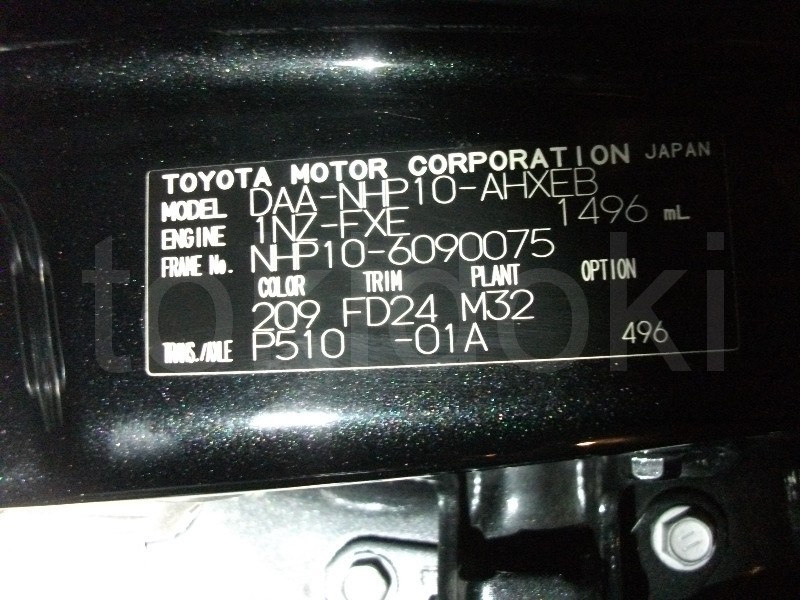 TOYOTA MOTOR CORPORATION JAPAN
MODEL DAA-NHP10-AHXEB
ENGINE 1NZ-FXE 1496 mL
FRAME No. NHP10-6090075
COLOR TRIM PLANT OPTION
209 FD24 M32
TRANS./AXLE P510 -01A 496
tokidoki